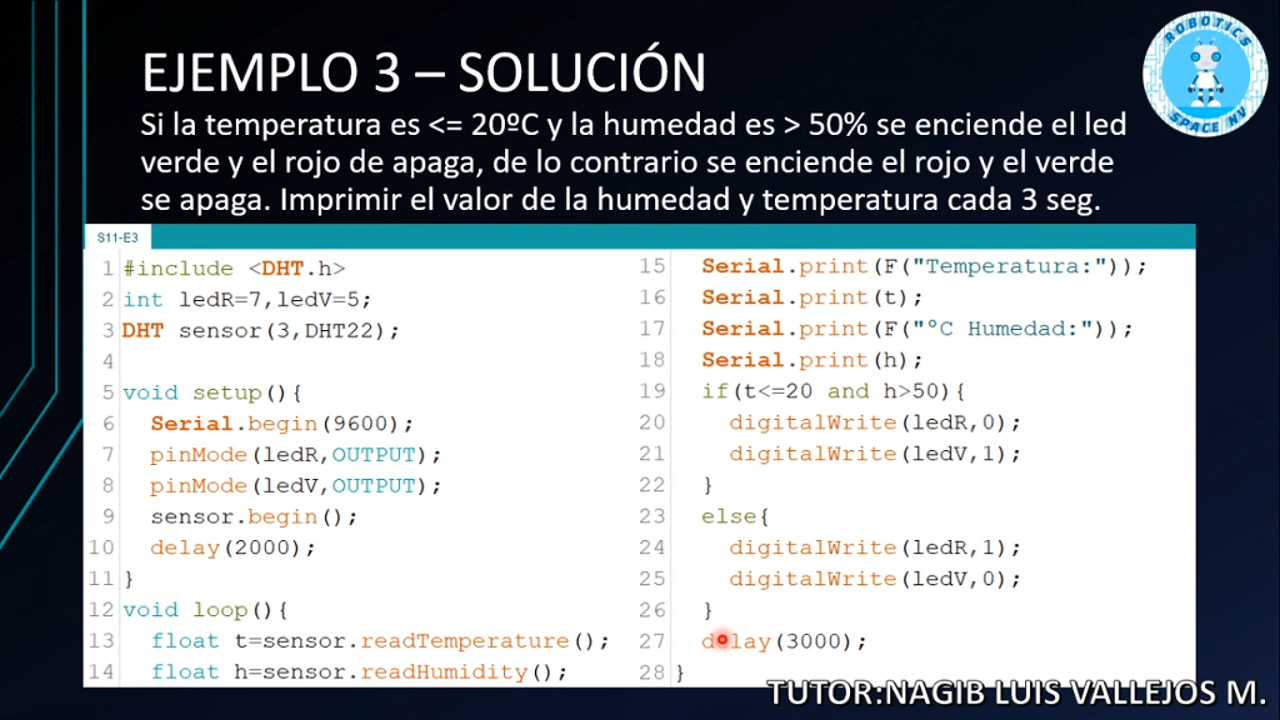 EJEMPLO 3 – SOLUCIÓN
ROBOTICS
SPACE NV
Si la temperatura es <= 20ºC y la humedad es > 50% se enciende el led
verde y el rojo de apaga, de lo contrario se enciende el rojo y el verde
se apaga. Imprimir el valor de la humedad y temperatura cada 3 seg.
S11-E3
1 #include <DHT.h>
2 int ledR=7,ledV=5;
3 DHT sensor(3,DHT22);
4
5 void setup(){
6 Serial.begin(9600);
7 pinMode(ledR,OUTPUT);
8 pinMode(ledV,OUTPUT);
9 sensor.begin();
10 delay(2000);
11 }
12 void loop(){
13 float t=sensor.readTemperature();
14 float h=sensor.readHumidity();
15 Serial.print(F("Temperatura:"));
16 Serial.print(t);
17 Serial.print(F("°C Humedad:"));
18 Serial.print(h);
19 if(t<=20 and h>50){
20 digitalWrite(ledR,0);
21 digitalWrite(ledV,1);
22 }
23 else{
24 digitalWrite(ledR,1);
25 digitalWrite(ledV,0);
26 }
27 delay(3000);
28 }
TUTOR:NAGIB LUIS VALLEJOS M.